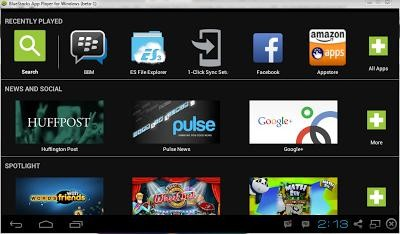 BlueStacks App Player for Windows (beta-1)
RECENTLY PLAYED
Search
BBM
ES File Explorer
1-Click Sync Set.
Facebook
amazon
apps
Appstore
All Apps
NEWS AND SOCIAL
HUFFPOST
pulse
Google+
Huffington Post
Pulse News
Google+
More
SPOTLIGHT
WORDS with friends
2:13